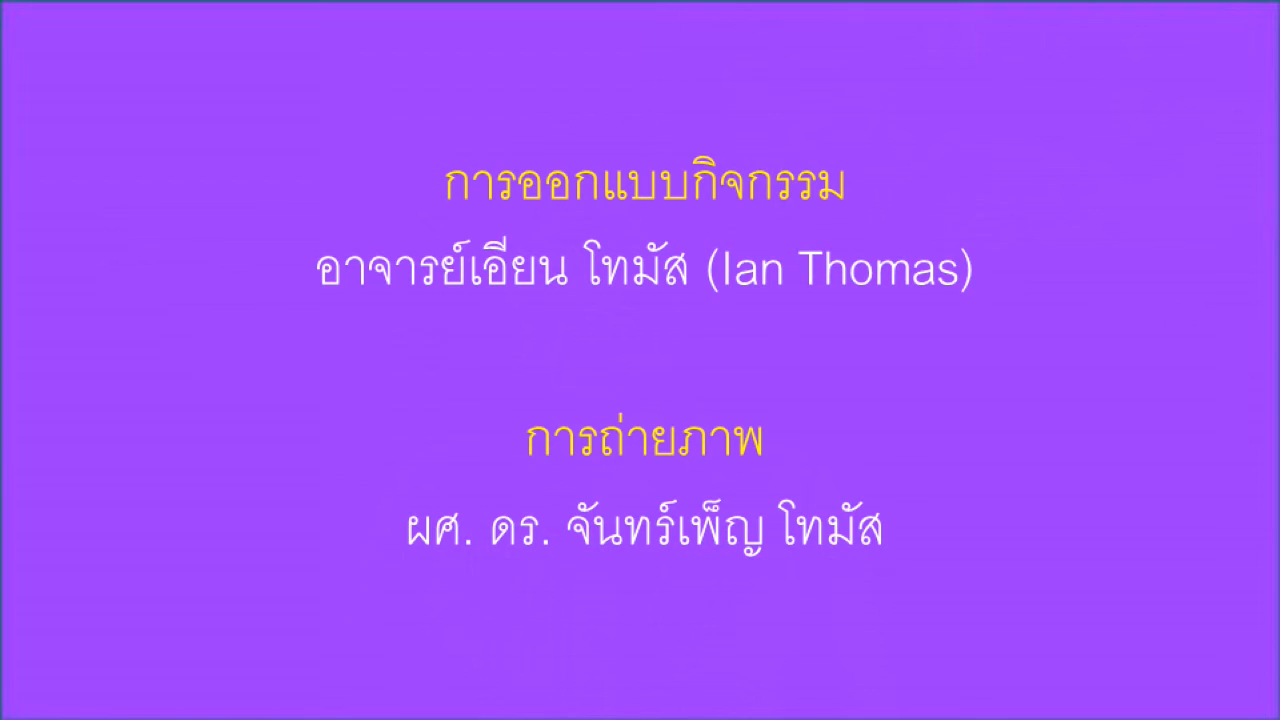 การออกแบบกิจกรรม
อาจารย์เอียน โทมัส (Ian Thomas)
การถ่ายภาพ
ผศ. ดร. จันทร์เพ็ญ โทมัส